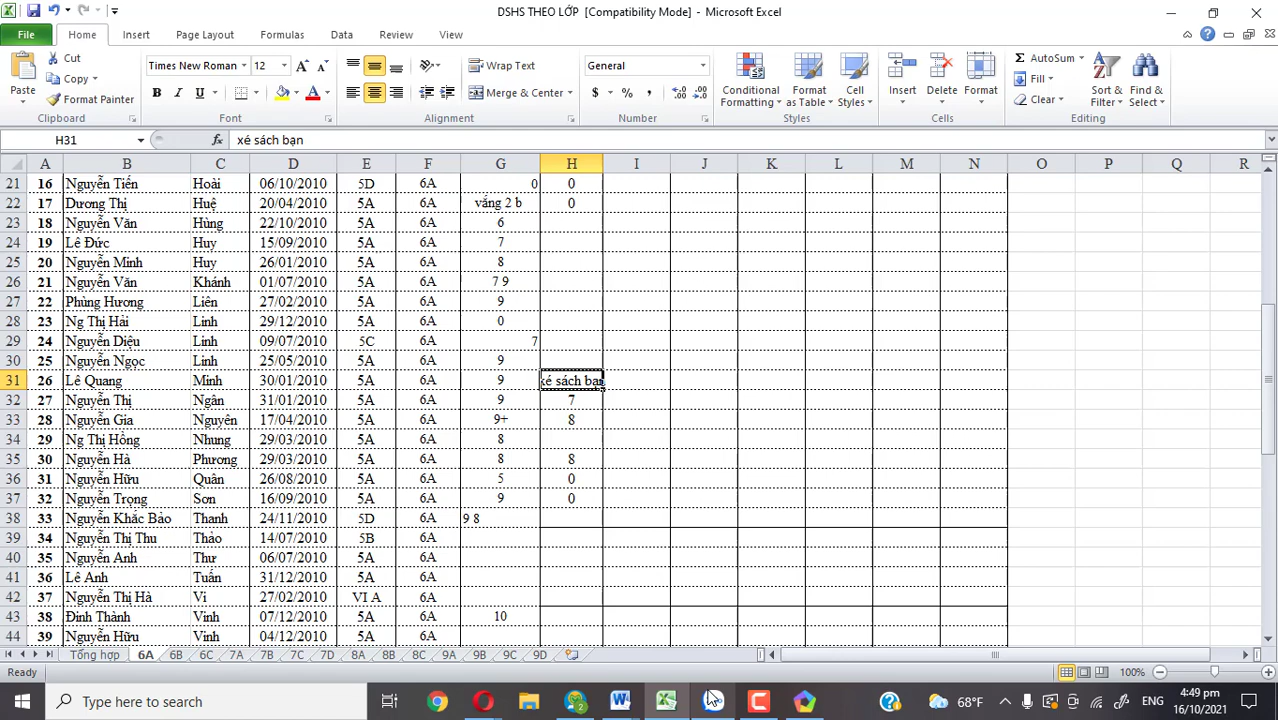 DSHS THEO LỚP [Compatibility Mode] - Microsoft Excel
File Home Insert Page Layout Formulas Data Review View
Paste Cut Copy Format Painter Clipboard
Times New Roman 12 Font
Wrap Text Merge & Center Alignment
General Number
Conditional Formatting Format as Table Cell Styles Styles
Insert Delete Format Cells
AutoSum Fill Clear Sort & Filter Find & Select Editing
H31 fx xé sách bạn
A B C D E F G H I J K L M N O P Q R
21 16 Nguyễn Tiến Hoài 06/10/2010 5D 6A 0 0
22 17 Dương Thị Huệ 20/04/2010 5A 6A vắng 2 b 0
23 18 Nguyễn Văn Hùng 22/10/2010 5A 6A 6
24 19 Lê Đức Huy 15/09/2010 5A 6A 7
25 20 Nguyễn Minh Huy 26/01/2010 5A 6A 8
26 21 Nguyễn Văn Khánh 01/07/2010 5A 6A 7 9
27 22 Phùng Hương Liên 27/02/2010 5A 6A 9
28 23 Ng Thị Hải Linh 29/12/2010 5A 6A 0
29 24 Nguyễn Diệu Linh 09/07/2010 5C 6A 7
30 25 Nguyễn Ngọc Linh 25/05/2010 5A 6A 9
31 26 Lê Quang Minh 30/01/2010 5A 6A 9 xé sách bạn
32 27 Nguyễn Thị Ngân 31/01/2010 5A 6A 9 7
33 28 Nguyễn Gia Nguyên 17/04/2010 5A 6A 9+ 8
34 29 Ng Thị Hồng Nhung 29/03/2010 5A 6A 8
35 30 Nguyễn Hà Phương 29/03/2010 5A 6A 8 8
36 31 Nguyễn Hữu Quân 26/08/2010 5A 6A 5 0
37 32 Nguyễn Trọng Sơn 16/09/2010 5A 6A 9 0
38 33 Nguyễn Khắc Bảo Thanh 24/11/2010 5D 6A 9 8
39 34 Nguyễn Thị Thu Thảo 14/07/2010 5B 6A
40 35 Nguyễn Anh Thư 06/07/2010 5A 6A
41 36 Lê Anh Tuấn 31/12/2010 5A 6A
42 37 Nguyễn Thị Hà Vi 27/02/2010 VI A 6A
43 38 Đinh Thành Vinh 07/12/2010 5A 6A 10
44 39 Nguyễn Hữu Vinh 04/12/2010 5A 6A
Tổng hợp 6A 6B 6C 7A 7B 7C 7D 8A 8B 8C 9A 9B 9C 9D
Ready 100%
Type here to search 68°F ENG 4:49 pm
16/10/2021